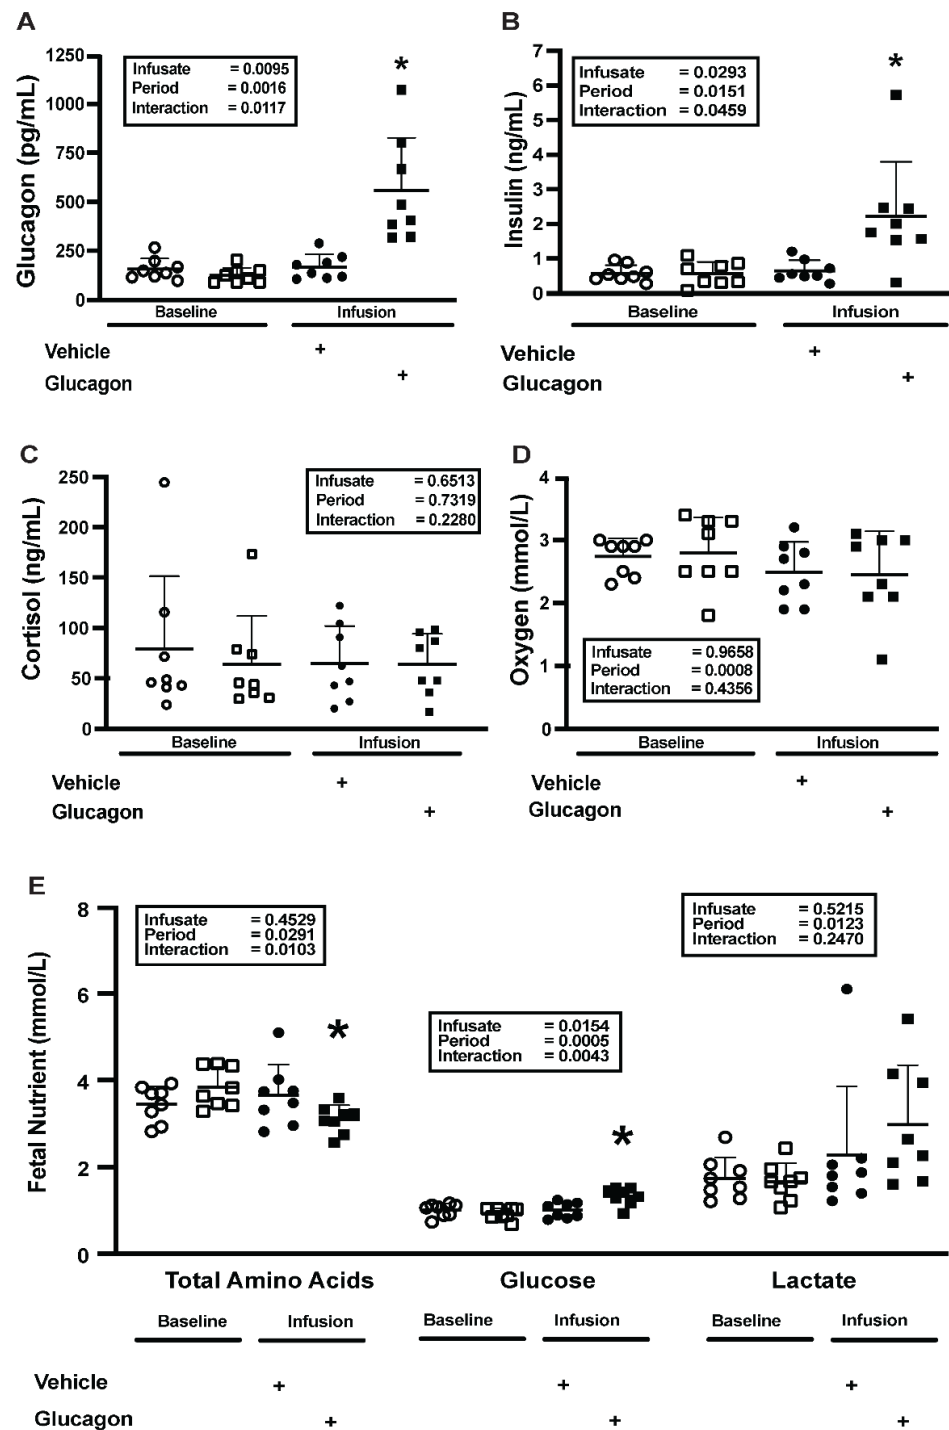 A
Glucagon (pg/mL)
1250
1000
750
500
250
0
Infusate = 0.0095
Period = 0.0016
Interaction = 0.0117
*
Baseline Infusion
Vehicle +
Glucagon +
B
Insulin (ng/mL)
7
6
5
4
3
2
1
0
Infusate = 0.0293
Period = 0.0151
Interaction = 0.0459
*
Baseline Infusion
Vehicle +
Glucagon +
C
Cortisol (ng/mL)
250
200
150
100
50
0
Infusate = 0.6513
Period = 0.7319
Interaction = 0.2280
Baseline Infusion
Vehicle +
Glucagon +
D
Oxygen (mmol/L)
4
3
2
1
0
Infusate = 0.9658
Period = 0.0008
Interaction = 0.4356
Baseline Infusion
Vehicle +
Glucagon +
E
Fetal Nutrient (mmol/L)
8
6
4
2
0
Infusate = 0.4529
Period = 0.0291
Interaction = 0.0103
*
Infusate = 0.0154
Period = 0.0005
Interaction = 0.0043
*
Infusate = 0.5215
Period = 0.0123
Interaction = 0.2470
Total Amino Acids Glucose Lactate
Baseline Infusion Baseline Infusion Baseline Infusion
Vehicle + + +
Glucagon + + +